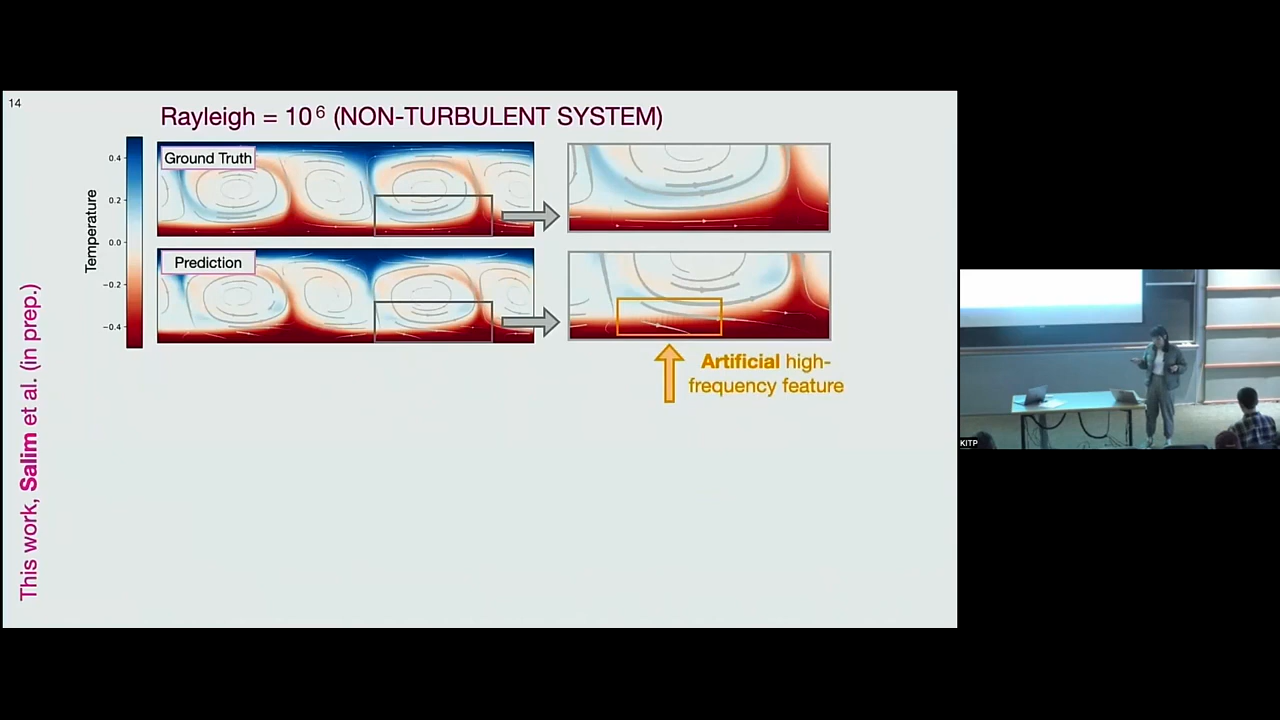 14
Rayleigh = 10⁶ (NON-TURBULENT SYSTEM)
Temperature
0.4
0.2
0.0
−0.2
−0.4
Ground Truth
Prediction
Artificial high-
frequency feature
This work, Salim et al. (in prep.)
KITP